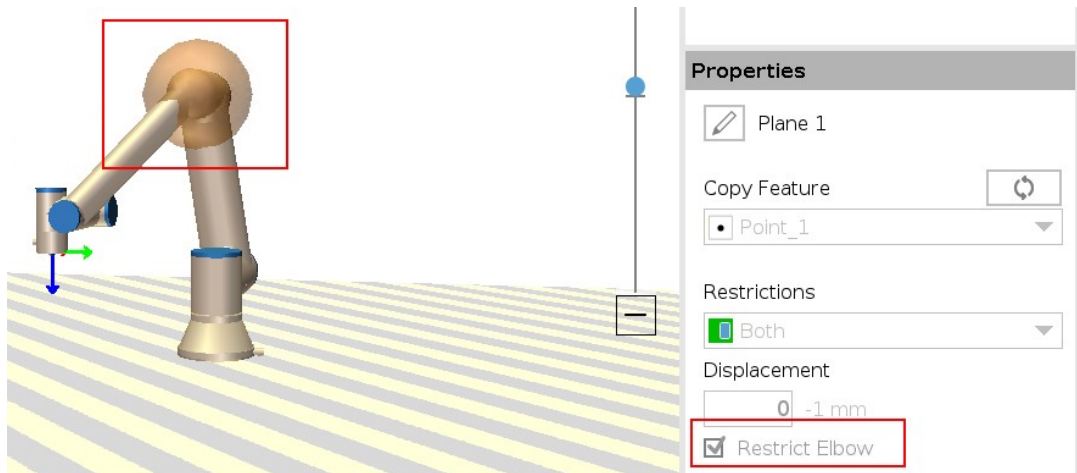 Properties
Plane 1
Copy Feature
Point_1
Restrictions
Both
Displacement
0 -1 mm
Restrict Elbow